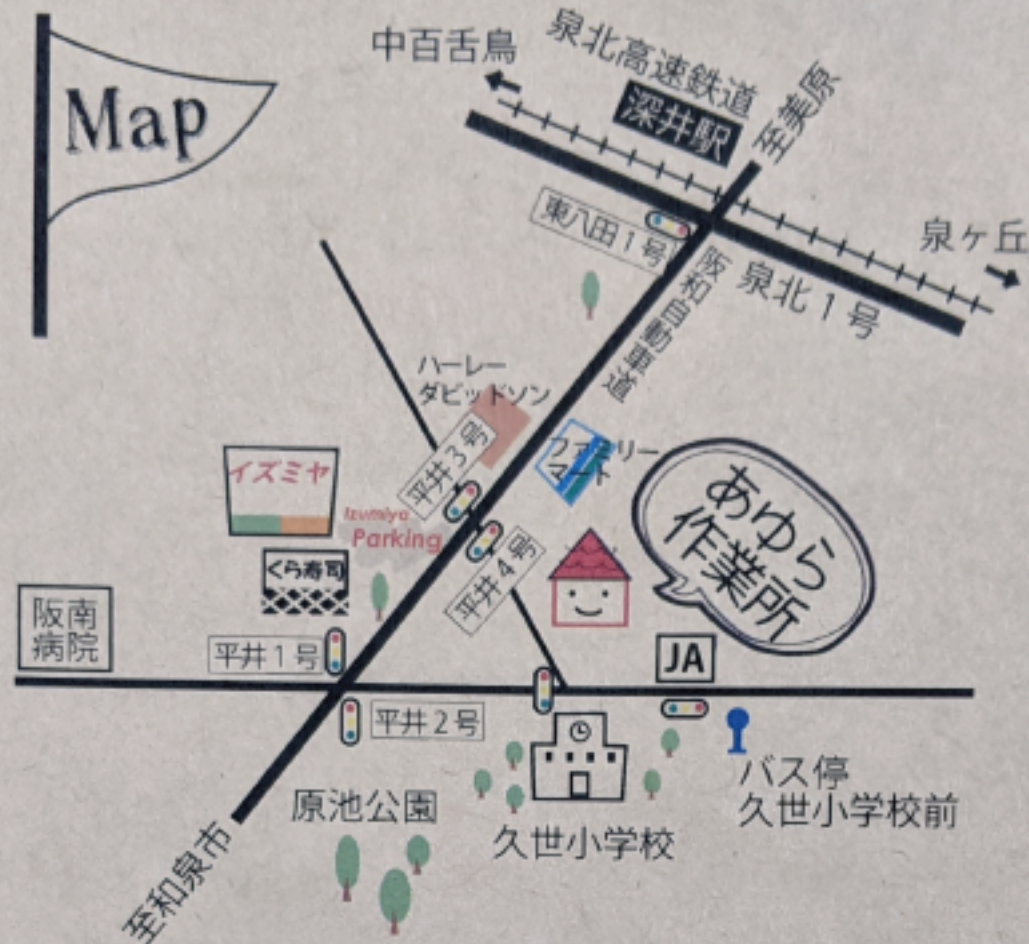 Map
中百舌鳥
泉北高速鉄道
深井駅
至美原
東八田1号
泉ヶ丘
泉北1号
阪和自動車道
ハーレー
ダビッドソン
平井3号
ファミリー
マート
イズミヤ
Izumiya
Parking
あゆら
作業所
くら寿司
平井4号
阪南
病院
平井1号
JA
平井2号
原池公園
久世小学校
バス停
久世小学校前
至和泉市